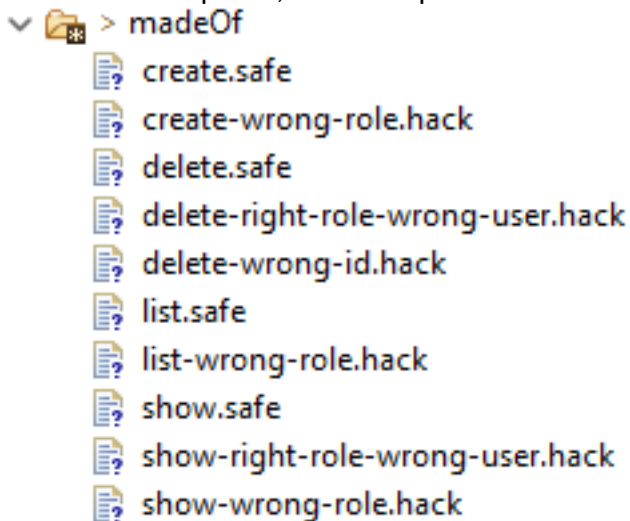 > madeOf
create.safe
create-wrong-role.hack
delete.safe
delete-right-role-wrong-user.hack
delete-wrong-id.hack
list.safe
list-wrong-role.hack
show.safe
show-right-role-wrong-user.hack
show-wrong-role.hack